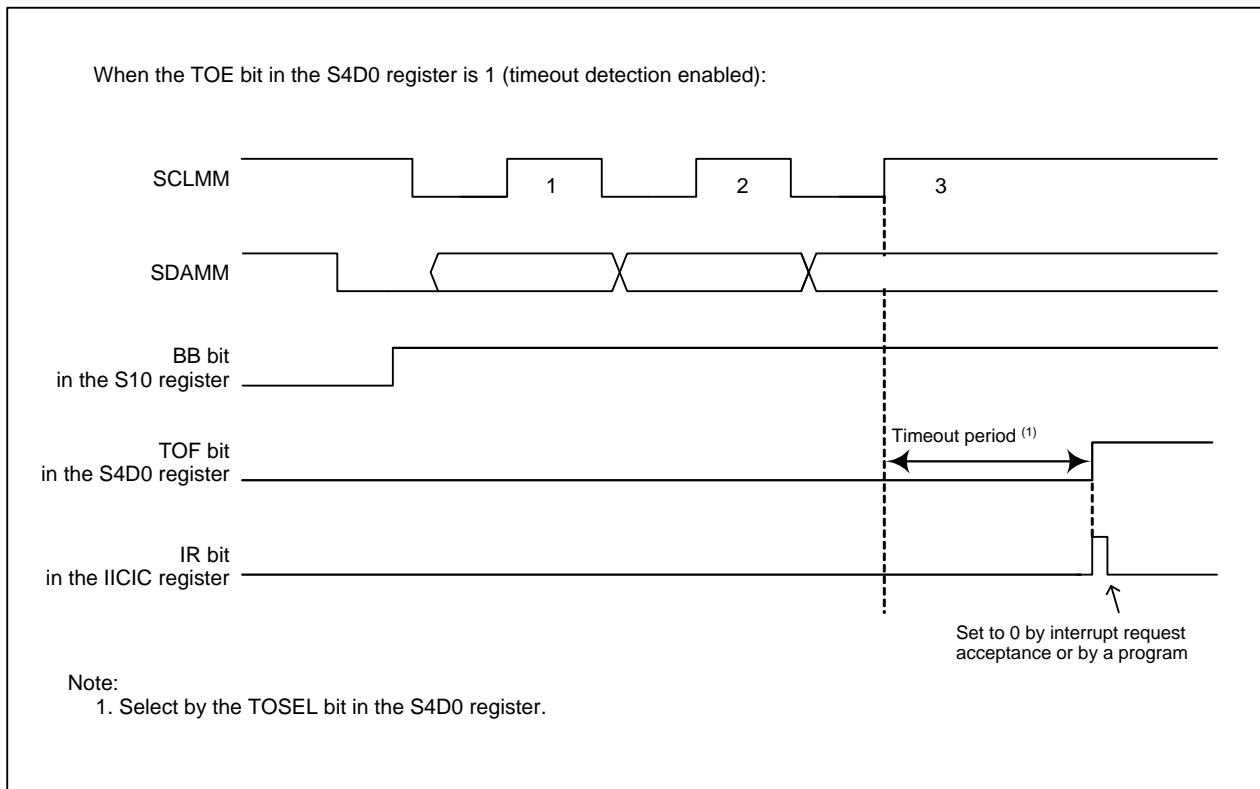 When the TOE bit in the S4D0 register is 1 (timeout detection enabled):
SCLMM
1
2
3
SDAMM
BB bit
in the S10 register
TOF bit
in the S4D0 register
Timeout period (1)
IR bit
in the IICIC register
Set to 0 by interrupt request
acceptance or by a program
Note:
1. Select by the TOSEL bit in the S4D0 register.